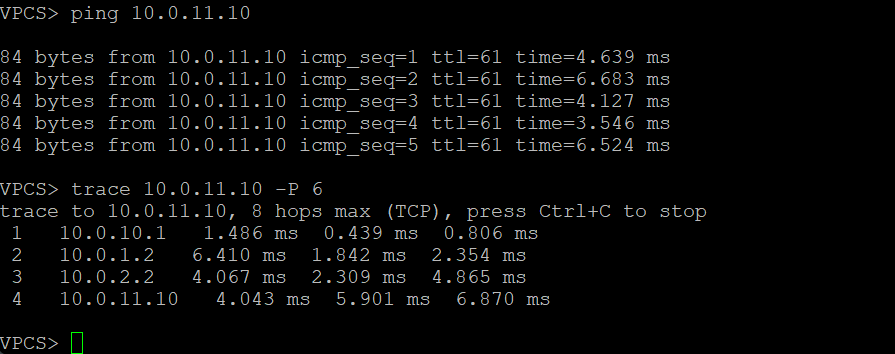 VPCS> ping 10.0.11.10
84 bytes from 10.0.11.10 icmp_seq=1 ttl=61 time=4.639 ms
84 bytes from 10.0.11.10 icmp_seq=2 ttl=61 time=6.683 ms
84 bytes from 10.0.11.10 icmp_seq=3 ttl=61 time=4.127 ms
84 bytes from 10.0.11.10 icmp_seq=4 ttl=61 time=3.546 ms
84 bytes from 10.0.11.10 icmp_seq=5 ttl=61 time=6.524 ms
VPCS> trace 10.0.11.10 -P 6
trace to 10.0.11.10, 8 hops max (TCP), press Ctrl+C to stop
1 10.0.10.1 1.486 ms 0.439 ms 0.806 ms
2 10.0.1.2 6.410 ms 1.842 ms 2.354 ms
3 10.0.2.2 4.067 ms 2.309 ms 4.865 ms
4 10.0.11.10 4.043 ms 5.901 ms 6.870 ms
VPCS>